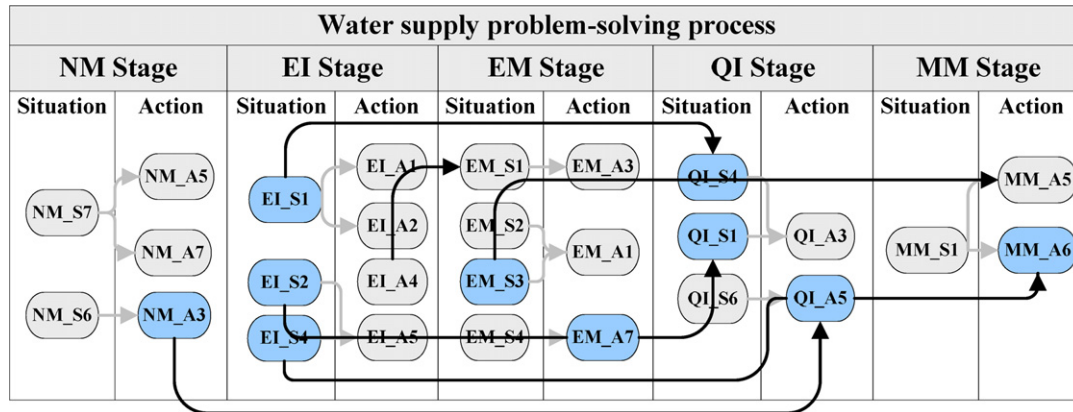 Water supply problem-solving process
NM Stage EI Stage EM Stage QI Stage MM Stage
Situation Action Situation Action Situation Action Situation Action Situation Action
NM_A5 EI_A1 EM_S1 EM_A3 QI_S4 MM_A5
NM_S7 EI_S1
EI_A2 EM_S2 QI_S1 QI_A3
NM_A7 EM_A1 MM_S1 MM_A6
EI_S2 EI_A4 EM_S3 QI_S6 QI_A5
NM_S6 NM_A3
EI_S4 EI_A5 EM_S4 EM_A7